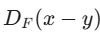 D_F(x − y)